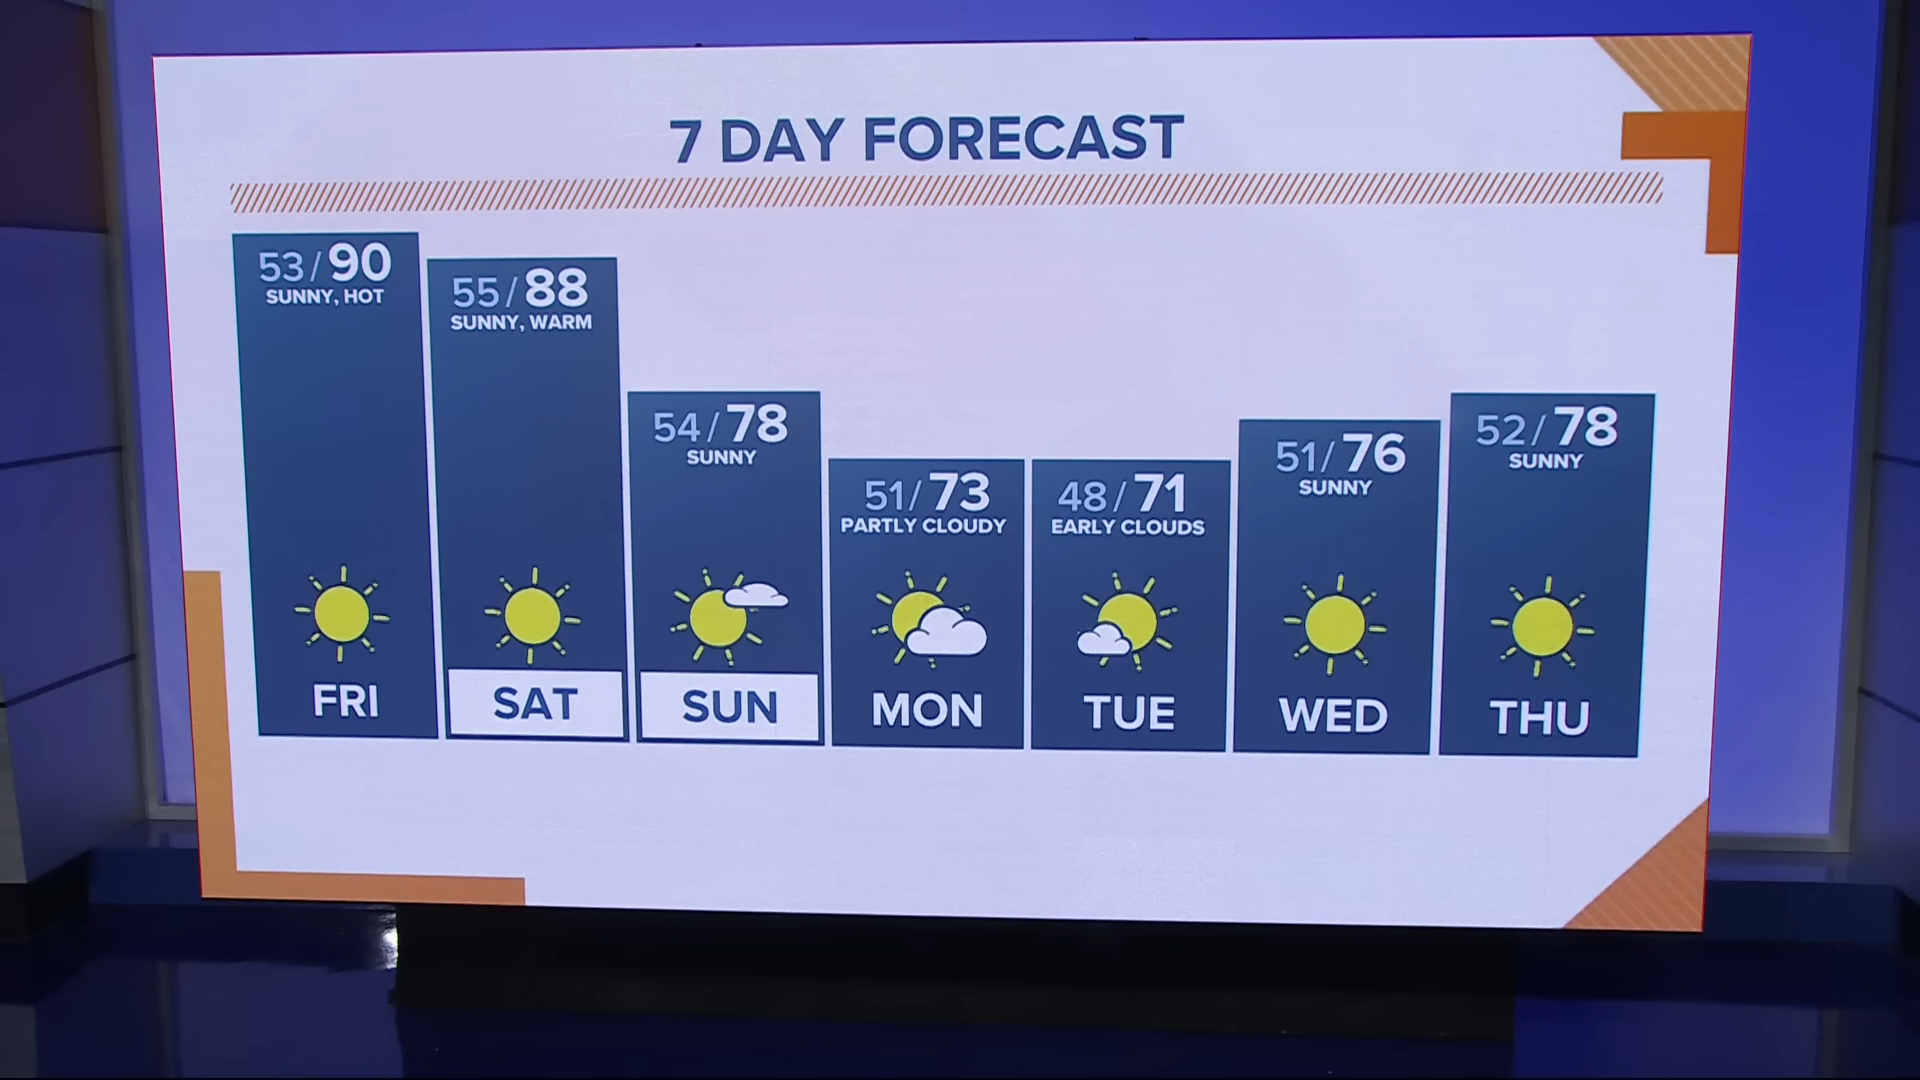 7 DAY FORECAST
53/90
SUNNY, HOT
FRI
55/88
SUNNY, WARM
SAT
54/78
SUNNY
SUN
51/73
PARTLY CLOUDY
MON
48/71
EARLY CLOUDS
TUE
51/76
SUNNY
WED
52/78
SUNNY
THU